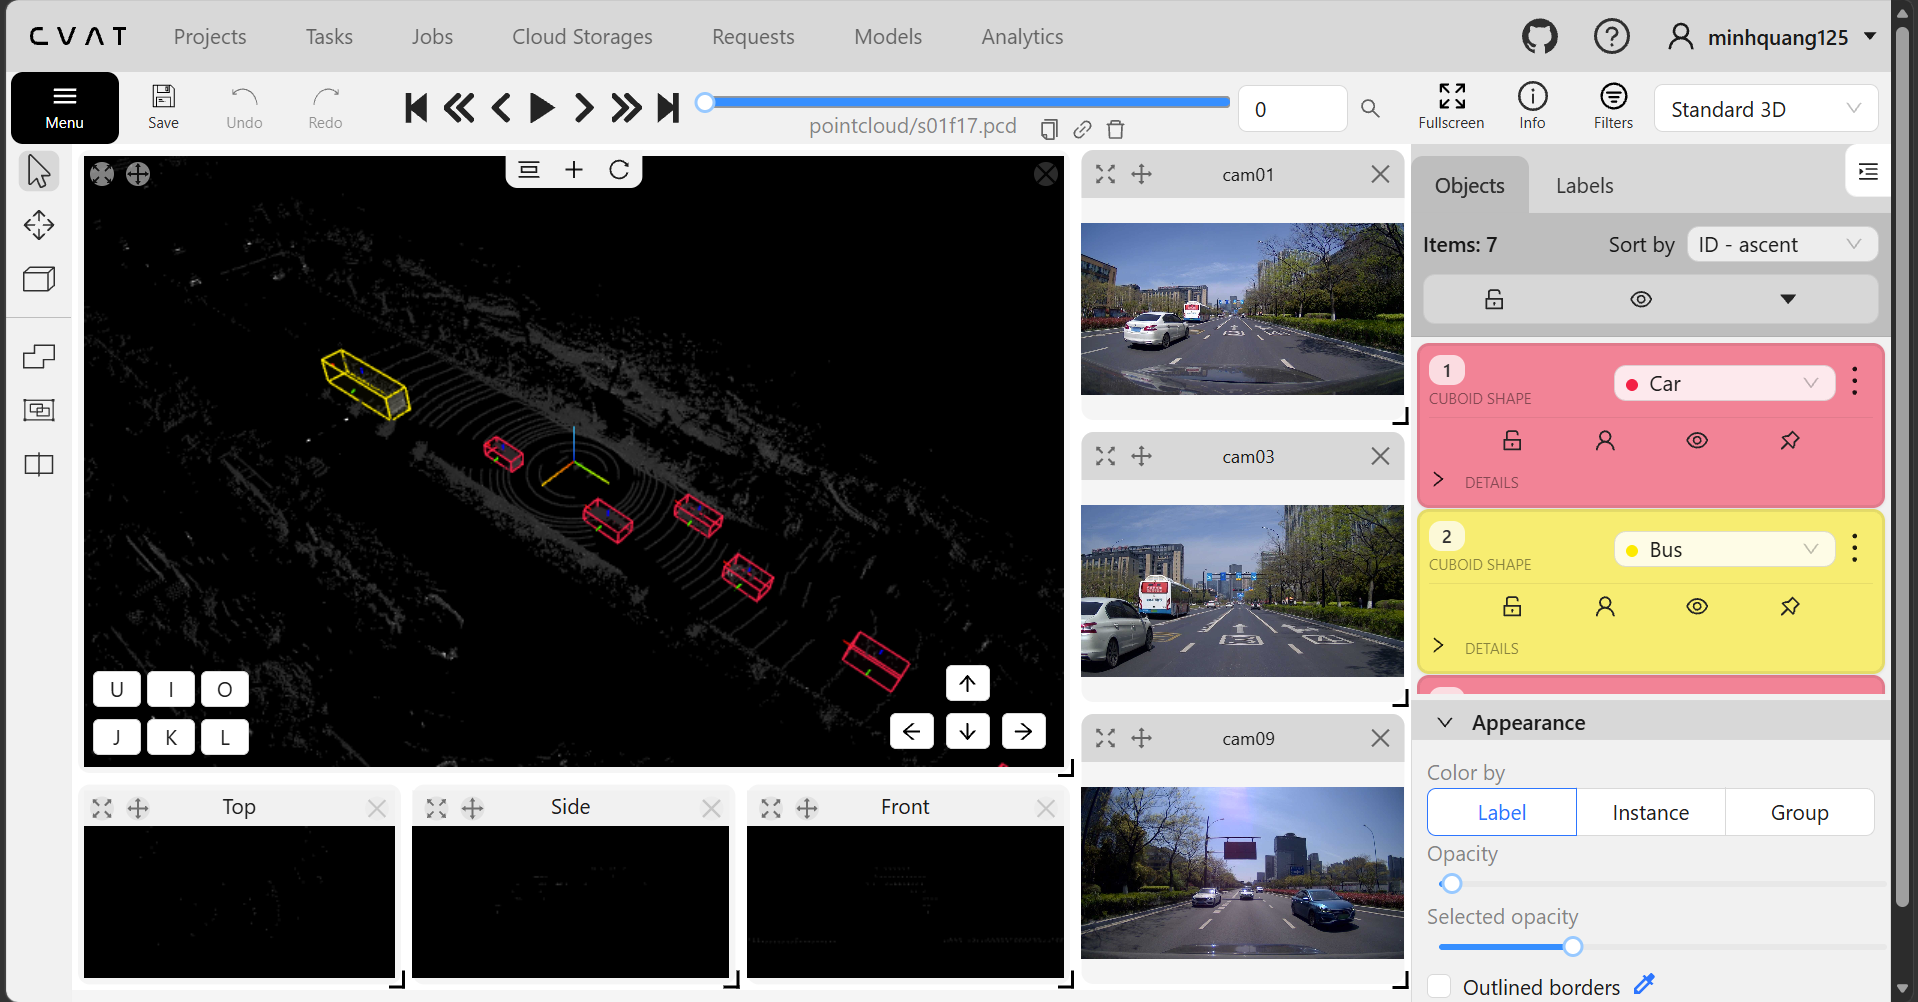 CVAT Projects Tasks Jobs Cloud Storages Requests Models Analytics minhquang125
Menu Save Undo Redo 0 Fullscreen Info Filters Standard 3D
pointcloud/s01f17.pcd
cam01
Objects Labels
Items: 7 Sort by ID - ascent
1 Car
CUBOID SHAPE
DETAILS
cam03
2 Bus
CUBOID SHAPE
DETAILS
U I O
J K L
cam09
Appearance
Color by
Label Instance Group
Opacity
Selected opacity
Outlined borders
Top Side Front